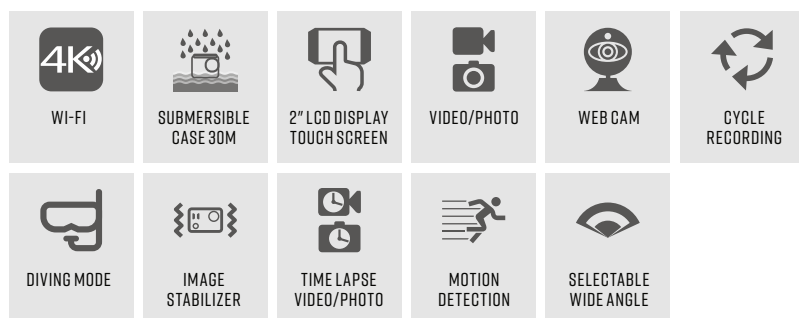 4K
WI-FI
SUBMERSIBLE
CASE 30M
2" LCD DISPLAY
TOUCH SCREEN
VIDEO/PHOTO
WEB CAM
CYCLE
RECORDING
DIVING MODE
IMAGE
STABILIZER
TIME LAPSE
VIDEO/PHOTO
MOTION
DETECTION
SELECTABLE
WIDE ANGLE